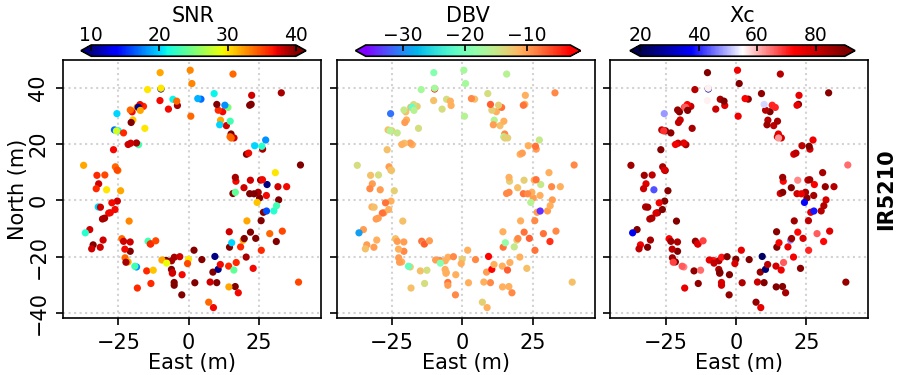 SNR DBV Xc
10 20 30 40 −30 −20 −10 20 40 60 80
40
20
0
−20
−40
North (m)
−25 0 25 −25 0 25 −25 0 25
East (m) East (m) East (m)
IR5210